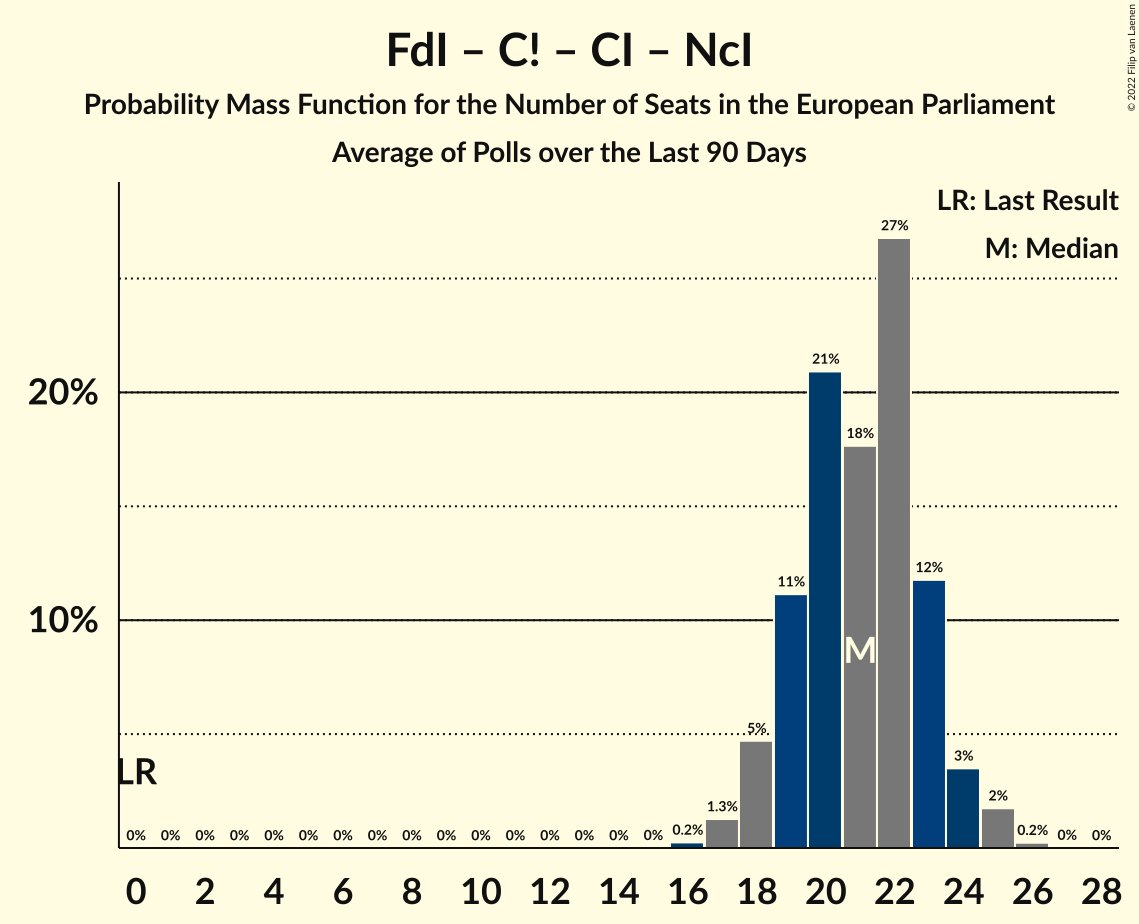 FdI – C! – CI – NcI
Probability Mass Function for the Number of Seats in the European Parliament
Average of Polls over the Last 90 Days
© 2022 Filip van Laenen
LR: Last Result
M: Median
20%
10%
LR
M
0% 0% 0% 0% 0% 0% 0% 0% 0% 0% 0% 0% 0% 0% 0% 0% 0.2% 1.3% 5% 11% 21% 18% 27% 12% 3% 2% 0.2% 0% 0%
0 2 4 6 8 10 12 14 16 18 20 22 24 26 28